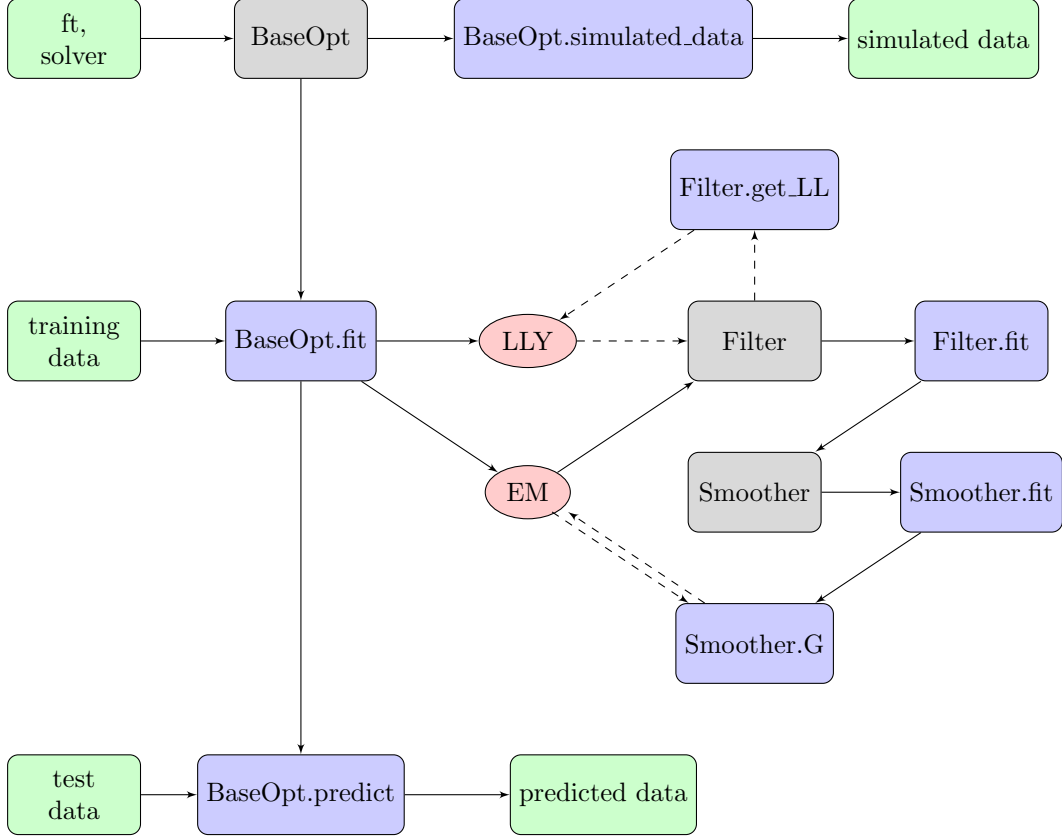 ft,
solver
BaseOpt
BaseOpt.simulated_data
simulated data
Filter.get_LL
training
data
BaseOpt.fit
LLY
Filter
Filter.fit
EM
Smoother
Smoother.fit
Smoother.G
test
data
BaseOpt.predict
predicted data